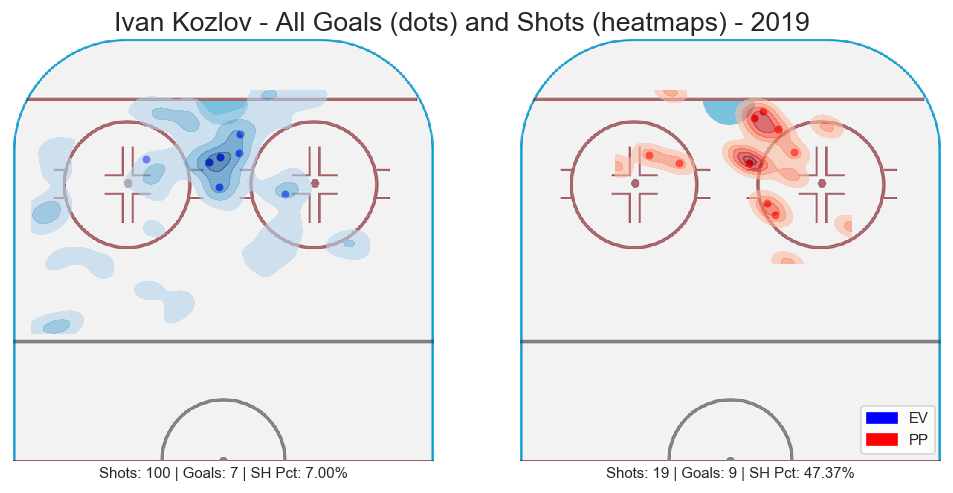 Ivan Kozlov - All Goals (dots) and Shots (heatmaps) - 2019
EV
PP
Shots: 100 | Goals: 7 | SH Pct: 7.00%
Shots: 19 | Goals: 9 | SH Pct: 47.37%